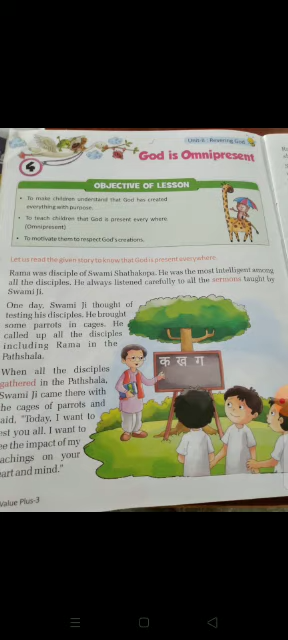 Unit 4 : Revering God
4
God is Omnipresent
OBJECTIVE OF LESSON
• To make children understand that God has created
everything with purpose.
• To teach children that God is present every where.
(Omnipresent)
• To motivate them to respect God's creations.
Let us read the given story to know that God is present everywhere.
Rama was disciple of Swami Shathakopa. He was the most intelligent among
all the disciples. He always listened carefully to all the sermons taught by
Swami Ji.
One day, Swami Ji thought of
testing his disciples. He brought
some parrots in cages. He
called up all the disciples
including Rama in the
Pathshala.
When all the disciples
gathered in the Pathshala,
Swami Ji came there with
he cages of parrots and
aid, "Today, I want to
est you all. I want to
ee the impact of my
achings on your
art and mind."
क ख ग
Value Plus-3